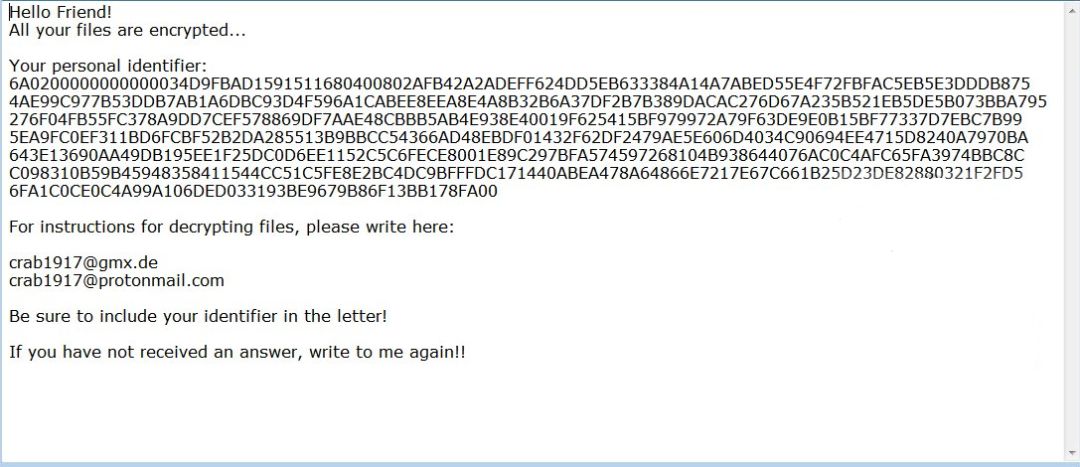 Hello Friend!
All your files are encrypted...
Your personal identifier:
6A02000000000000034D9FBAD1591511680400802AFB42A2ADEFF624DD5EB633384A14A7ABED55E4F72FBFAC5EB5E3DDDB875
4AE99C977B53DDB7AB1A6DBC93D4F596A1CABEE8EEA8E4A8B32B6A37DF2B7B389DACAC276D67A235B521EB5DE5B073BBA795
276F04FB55FC378A9DD7CEF578869DF7AAE48CBBB5AB4E938E40019F625415BF979972A79F63DE9E0B15BF77337D7EBC7B99
5EA9FC0EF311BD6FCBF52B2DA285513B9BBCC54366AD48EBDF01432F62DF2479AE5E606D4034C90694EE4715D8240A7970BA
643E13690AA49DB195EE1F25DC0D6EE1152C5C6FECE8001E89C297BFA574597268104B938644076AC0C4AFC65FA3974BBC8C
C098310B59B45948358411544CC51C5FE8E2BC4DC9BFFFDC171440ABEA478A64866E7217E67C661B25D23DE82880321F2FD5
6FA1C0CE0C4A99A106DED033193BE9679B86F13BB178FA00
For instructions for decrypting files, please write here:
crab1917@gmx.de
crab1917@protonmail.com
Be sure to include your identifier in the letter!
If you have not received an answer, write to me again!!